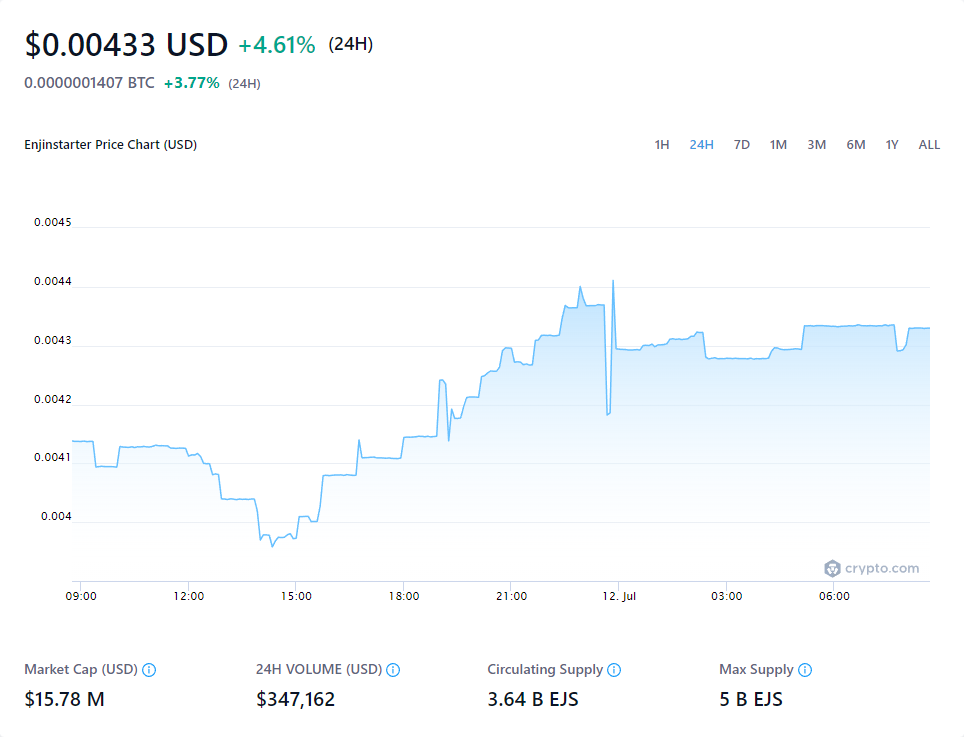 $0.00433 USD +4.61% (24H)
0.0000001407 BTC +3.77% (24H)
Enjinstarter Price Chart (USD) 1H 24H 7D 1M 3M 6M 1Y ALL
0.0045
0.0044
0.0043
0.0042
0.0041
0.004
crypto.com
09:00 12:00 15:00 18:00 21:00 12. Jul 03:00 06:00
Market Cap (USD) 24H VOLUME (USD) Circulating Supply Max Supply
$15.78 M $347,162 3.64 B EJS 5 B EJS